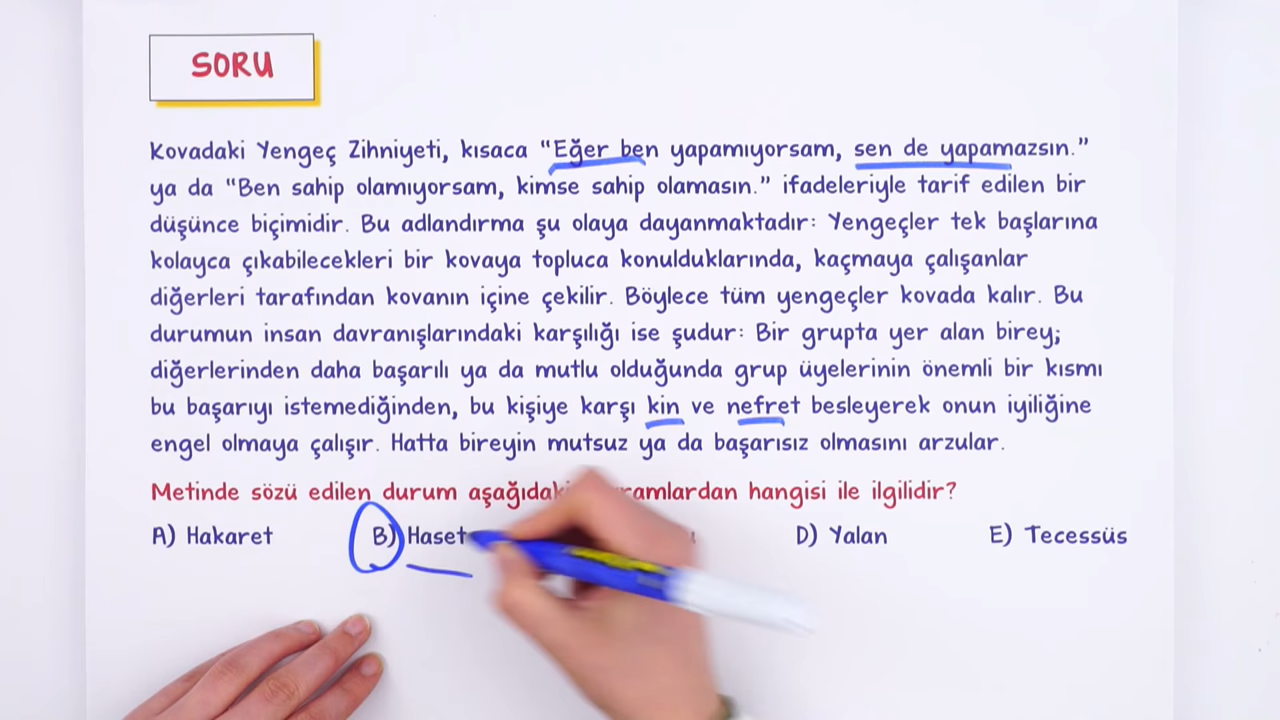 SORU
Kovadaki Yengeç Zihniyeti, kısaca “Eğer ben yapamıyorsam, sen de yapamazsın.”
ya da “Ben sahip olamıyorsam, kimse sahip olamasın.” ifadeleriyle tarif edilen bir
düşünce biçimidir. Bu adlandırma şu olaya dayanmaktadır: Yengeçler tek başlarına
kolayca çıkabilecekleri bir kovaya topluca konulduklarında, kaçmaya çalışanlar
diğerleri tarafından kovanın içine çekilir. Böylece tüm yengeçler kovada kalır. Bu
durumun insan davranışlarındaki karşılığı ise şudur: Bir grupta yer alan birey;
diğerlerinden daha başarılı ya da mutlu olduğunda grup üyelerinin önemli bir kısmı
bu başarıyı istemediğinden, bu kişiye karşı kin ve nefret besleyerek onun iyiliğine
engel olmaya çalışır. Hatta bireyin mutsuz ya da başarısız olmasını arzular.
Metinde sözü edilen durum hangisi ile ilgilidir?
A) Hakaret B) Haset D) Yalan E) Tecessüs